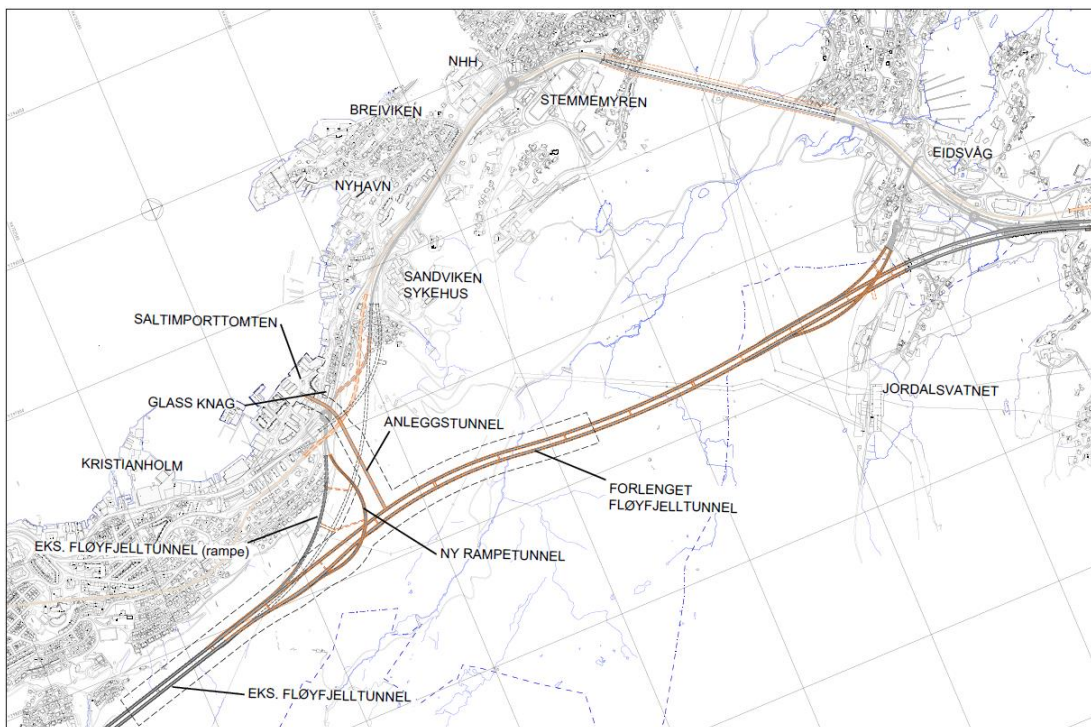 NHH
STEMMEMYREN
BREIVIKEN
EIDSVÅG
NYHAVN
SANDVIKEN
SYKEHUS
SALTIMPORTTOMTEN
GLASS KNAG
JORDALSVATNET
ANLEGGSTUNNEL
KRISTIANHOLM
FORLENGET
FLØYFJELLTUNNEL
EKS. FLØYFJELLTUNNEL (rampe)
NY RAMPETUNNEL
EKS. FLØYFJELLTUNNEL